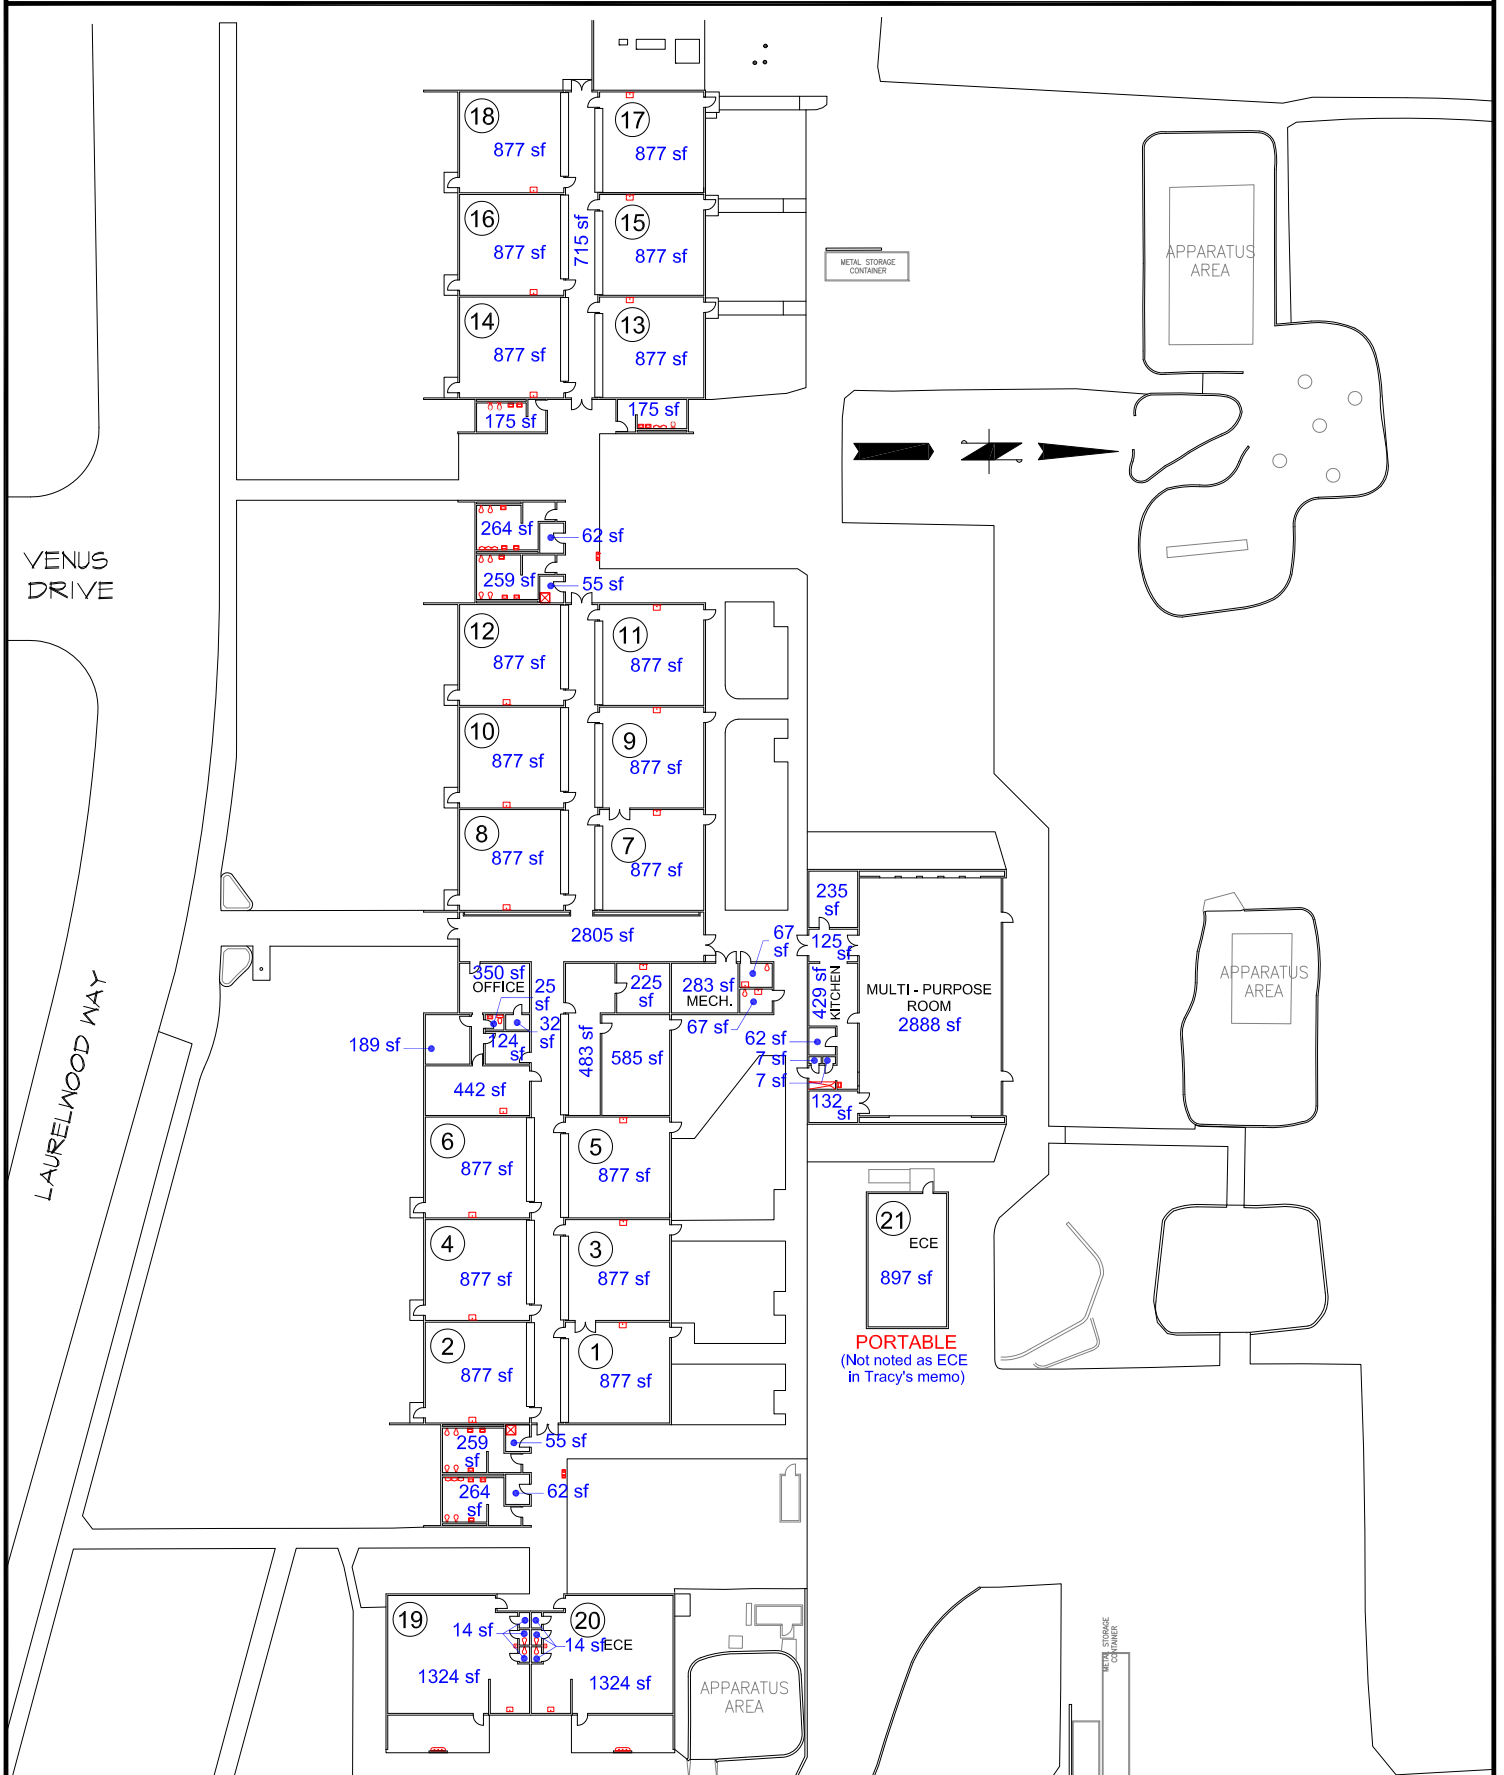 18
877 sf
17
877 sf
16
877 sf
15
877 sf
715 sf
14
877 sf
13
877 sf
175 sf
175 sf
METAL STORAGE
CONTAINER
APPARATUS
AREA
VENUS
DRIVE
264 sf
62 sf
259 sf
55 sf
12
877 sf
11
877 sf
10
877 sf
9
877 sf
8
877 sf
7
877 sf
2805 sf
235
sf
125
sf
67
sf
350 sf
OFFICE
25
sf
225
sf
283 sf
MECH.
429 sf
KITCHEN
MULTI - PURPOSE
ROOM
2888 sf
APPARATUS
AREA
LAURELWOOD WAY
189 sf
124
sf
32
sf
483 sf
585 sf
67 sf
62 sf
7 sf
7 sf
132
sf
442 sf
6
877 sf
5
877 sf
4
877 sf
3
877 sf
2
877 sf
1
877 sf
21
ECE
897 sf
PORTABLE
(Not noted as ECE
in Tracy's memo)
259
sf
55 sf
264
sf
62 sf
19
14 sf
1324 sf
20
14 sf
ECE
1324 sf
APPARATUS
AREA
METAL STORAGE
CONTAINER